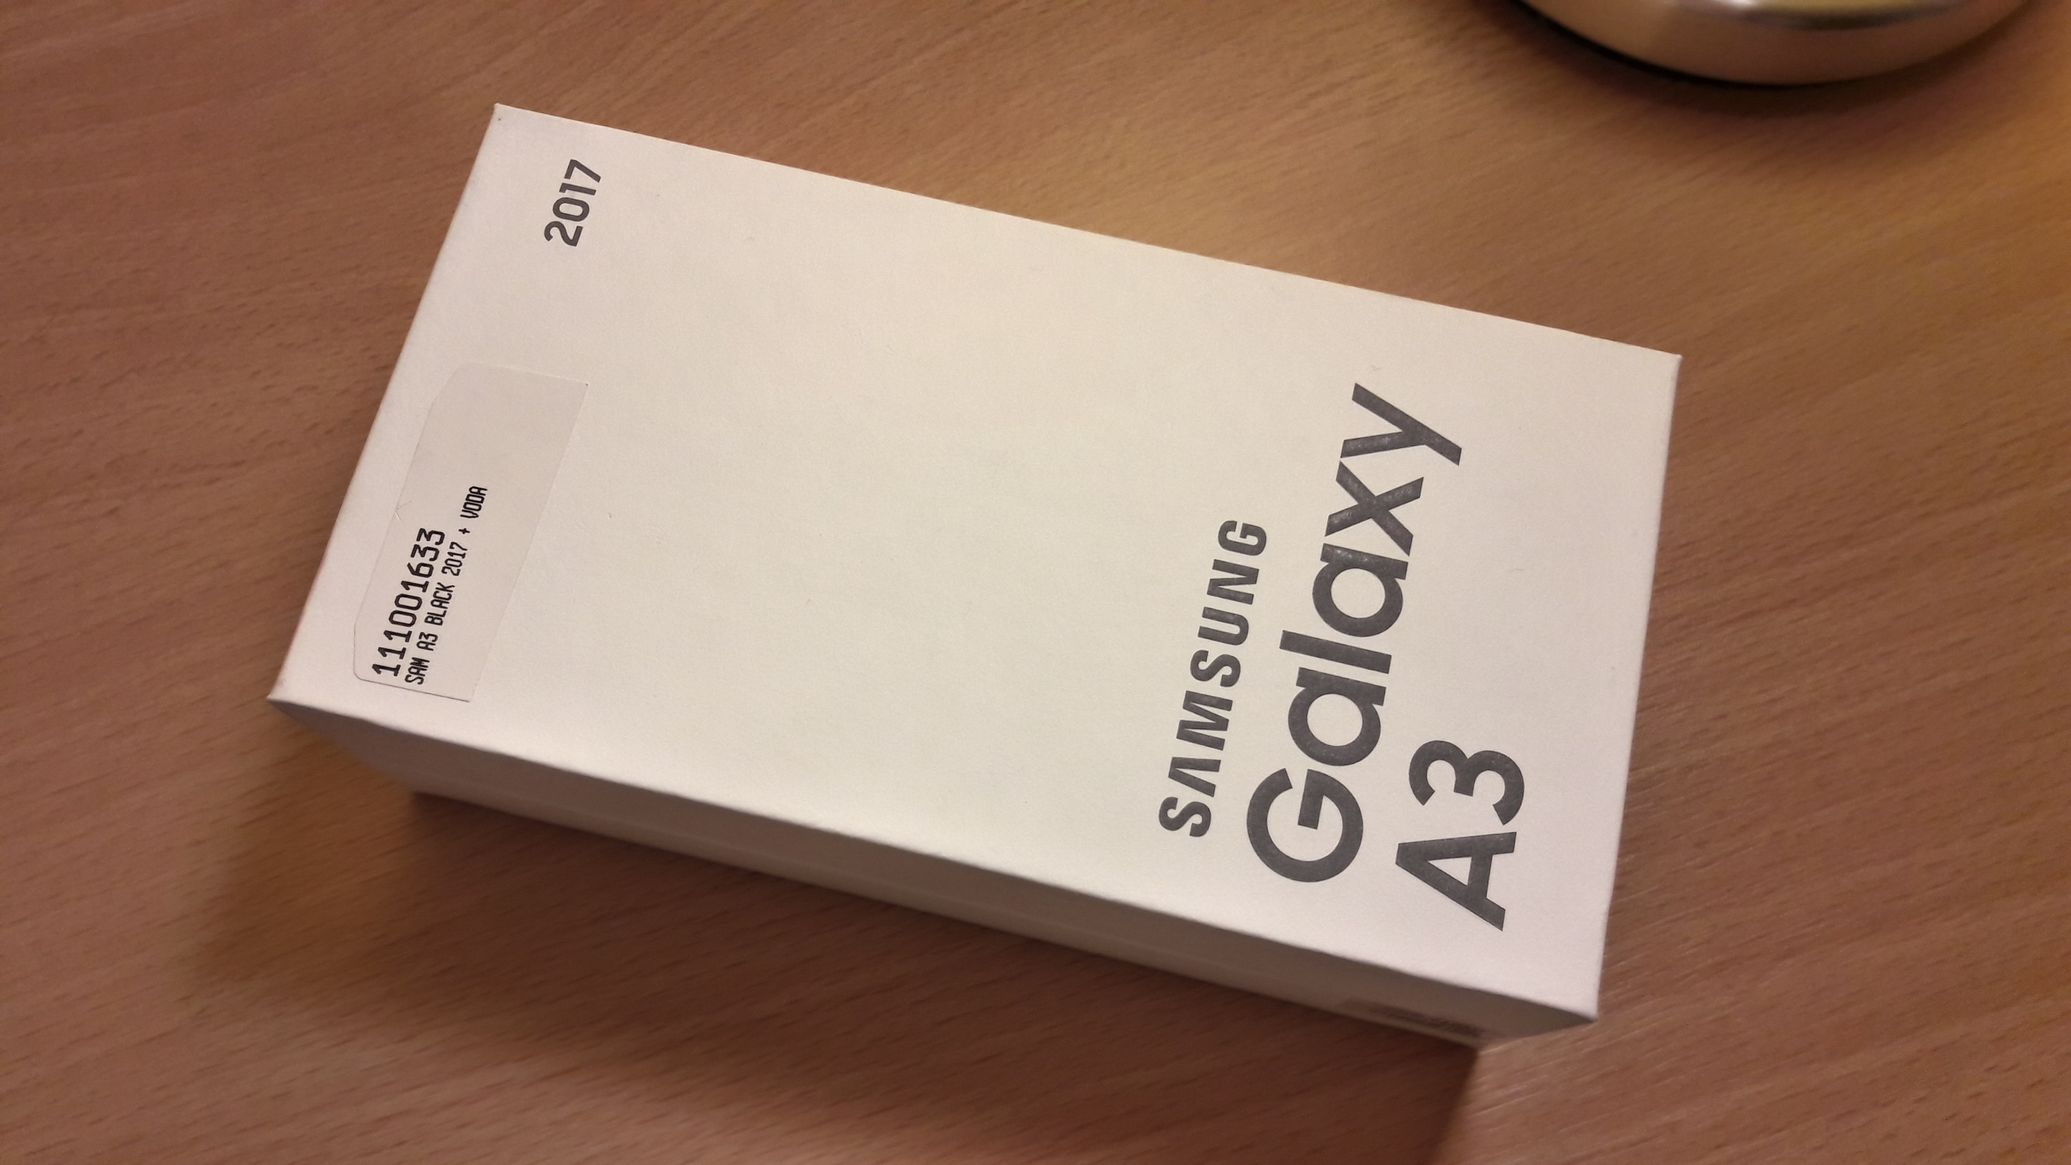 2017
111001633
SAM A3 BLACK 2017 + VODA
SAMSUNG
Galaxy
A3